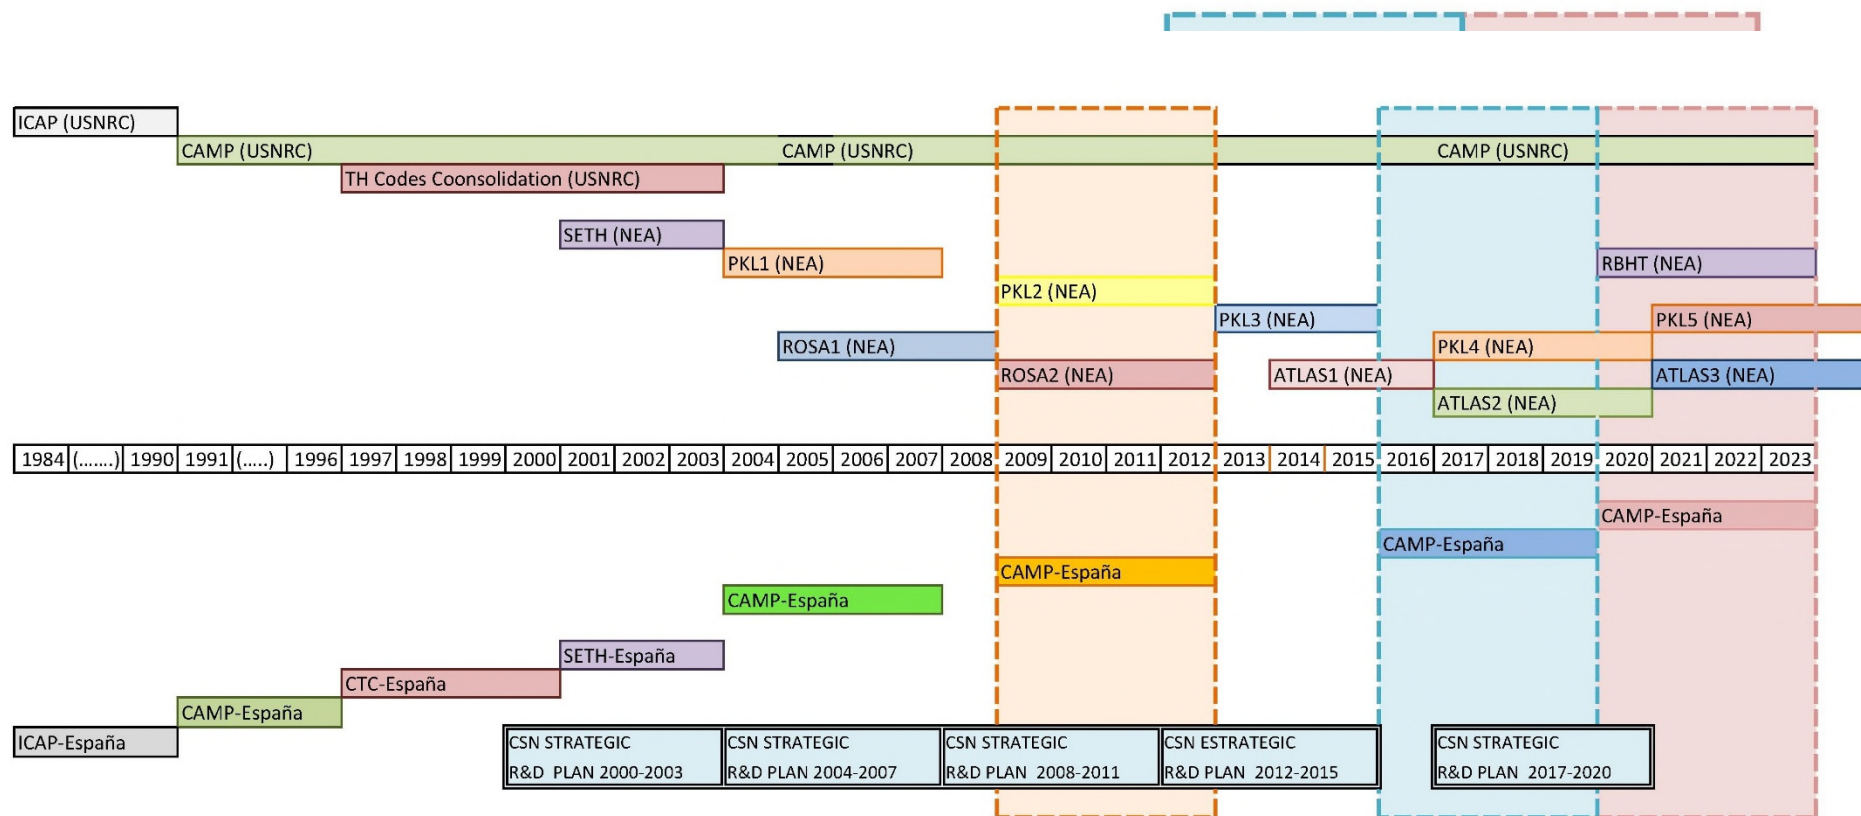 ICAP (USNRC)
CAMP (USNRC) CAMP (USNRC) CAMP (USNRC)
TH Codes Coonsolidation (USNRC)
SETH (NEA)
PKL1 (NEA) RBHT (NEA)
PKL2 (NEA)
PKL3 (NEA) PKL5 (NEA)
ROSA1 (NEA) PKL4 (NEA)
ROSA2 (NEA) ATLAS1 (NEA) ATLAS3 (NEA)
ATLAS2 (NEA)
1984 (.......) 1990 1991 (.....) 1996 1997 1998 1999 2000 2001 2002 2003 2004 2005 2006 2007 2008 2009 2010 2011 2012 2013 2014 2015 2016 2017 2018 2019 2020 2021 2022 2023
CAMP-España
CAMP-España
CAMP-España
CAMP-España
SETH-España
CTC-España
CAMP-España
ICAP-España
CSN STRATEGIC
R&D PLAN 2000-2003
CSN STRATEGIC
R&D PLAN 2004-2007
CSN STRATEGIC
R&D PLAN 2008-2011
CSN ESTRATEGIC
R&D PLAN 2012-2015
CSN STRATEGIC
R&D PLAN 2017-2020